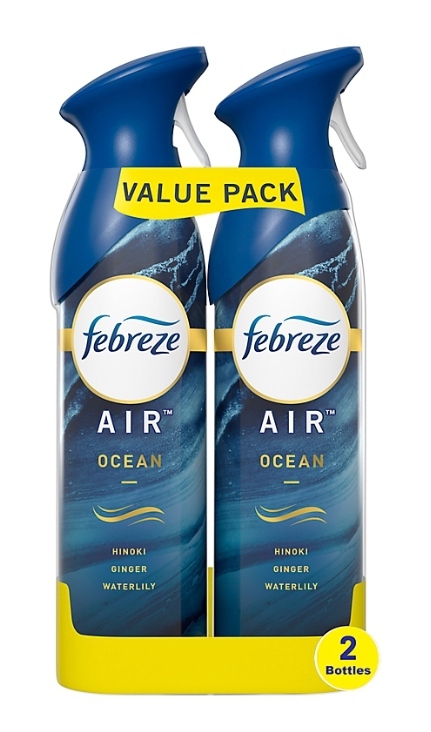 VALUE PACK
febreze
AIR™
OCEAN
HINOKI
GINGER
WATERLILY
febreze
AIR™
OCEAN
HINOKI
GINGER
WATERLILY
2
Bottles